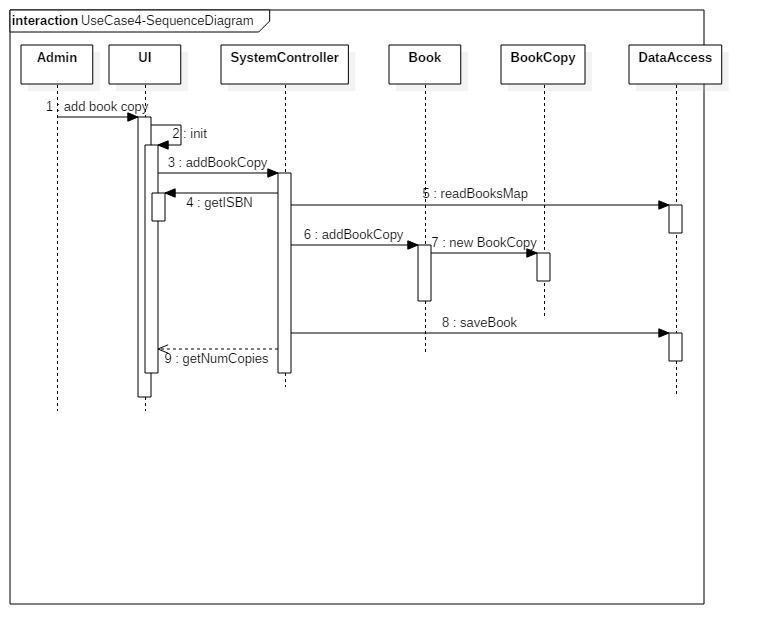 interaction UseCase4-SequenceDiagram
Admin UI SystemController Book BookCopy DataAccess
1 : add book copy
2 : init
3 : addBookCopy
4 : getISBN
5 : readBooksMap
6 : addBookCopy
7 : new BookCopy
8 : saveBook
9 : getNumCopies